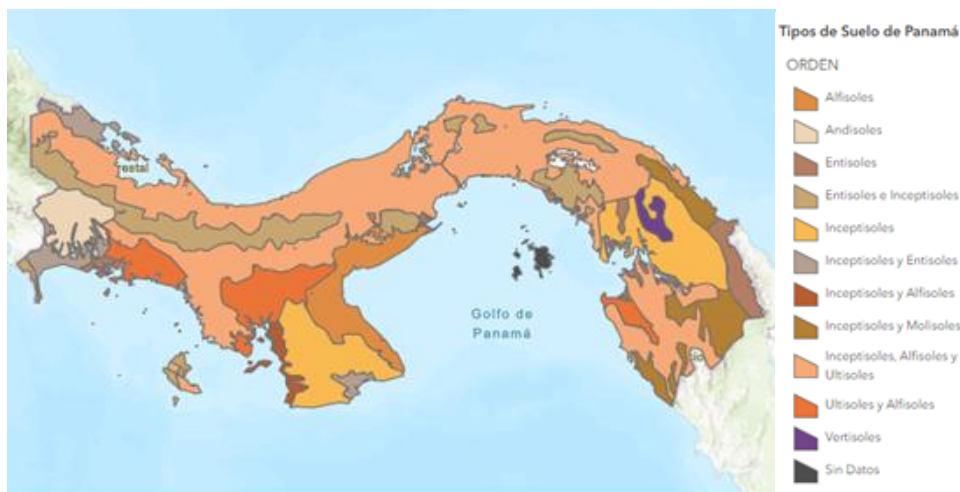 Tipos de Suelo de Panamá
ORDEN
Alfisoles
Andisoles
Entisoles
Entisoles e Inceptisoles
Inceptisoles
Inceptisoles y Entisoles
Inceptisoles y Alfisoles
Inceptisoles y Molisoles
Inceptisoles, Alfisoles y
Ultisoles
Ultisoles y Alfisoles
Vertisoles
Sin Datos
restal
Golfo de
Panamá